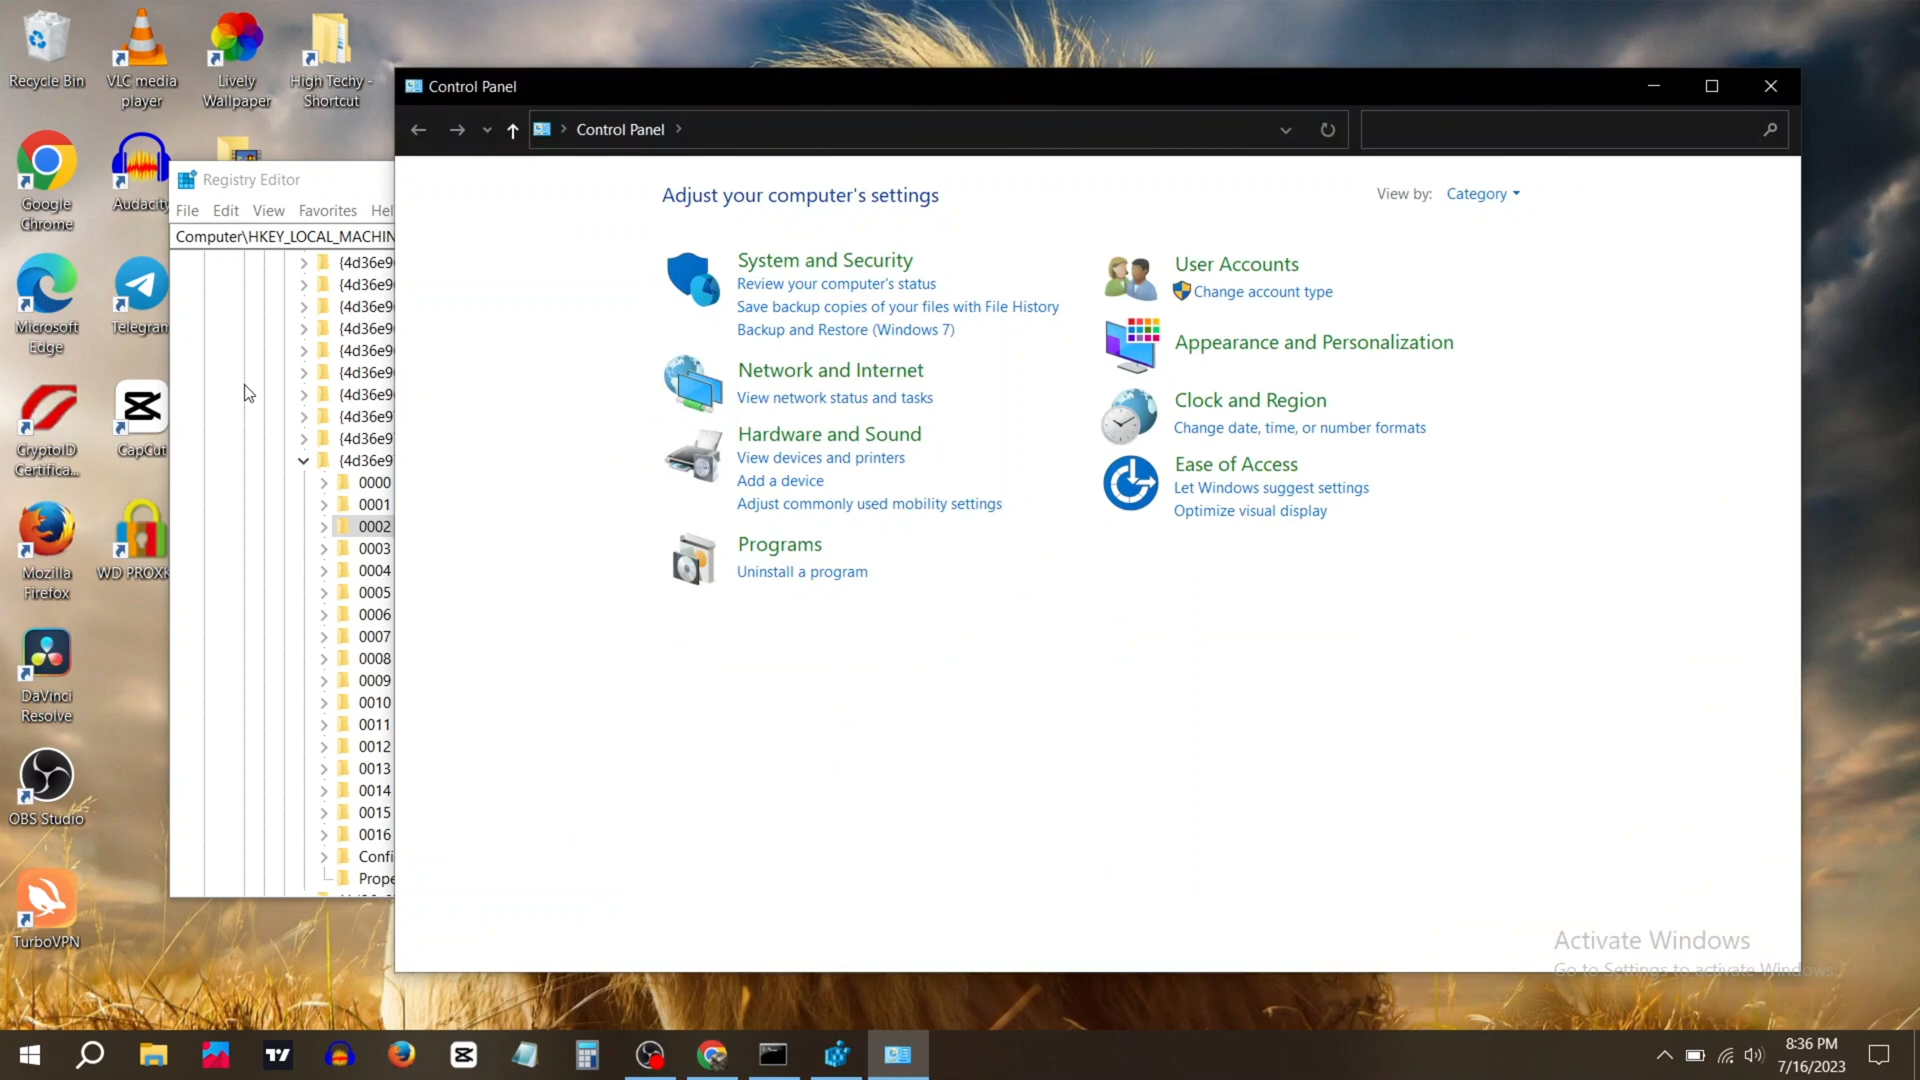 Recycle Bin
VLC media
player
Lively
Wallpaper
High Techy -
Shortcut
Google
Chrome
Audacity
Microsoft
Edge
Telegram
CryptoID
Certifica...
CapCut
Mozilla
Firefox
WD PROXY
DaVinci
Resolve
OBS Studio
TurboVPN
Registry Editor
File Edit View Favorites Hel
Computer\HKEY_LOCAL_MACHIN
{4d36e9
{4d36e9
{4d36e9
{4d36e9
{4d36e9
{4d36e9
{4d36e9
{4d36e9
{4d36e9
{4d36e9
0000
0001
0002
0003
0004
0005
0006
0007
0008
0009
0010
0011
0012
0013
0014
0015
0016
Confi
Prope
Control Panel
Control Panel
Adjust your computer's settings
View by: Category
System and Security
Review your computer's status
Save backup copies of your files with File History
Backup and Restore (Windows 7)
Network and Internet
View network status and tasks
Hardware and Sound
View devices and printers
Add a device
Adjust commonly used mobility settings
Programs
Uninstall a program
User Accounts
Change account type
Appearance and Personalization
Clock and Region
Change date, time, or number formats
Ease of Access
Let Windows suggest settings
Optimize visual display
Activate Windows
Go to Settings to activate Windows.
8:36 PM
7/16/2023